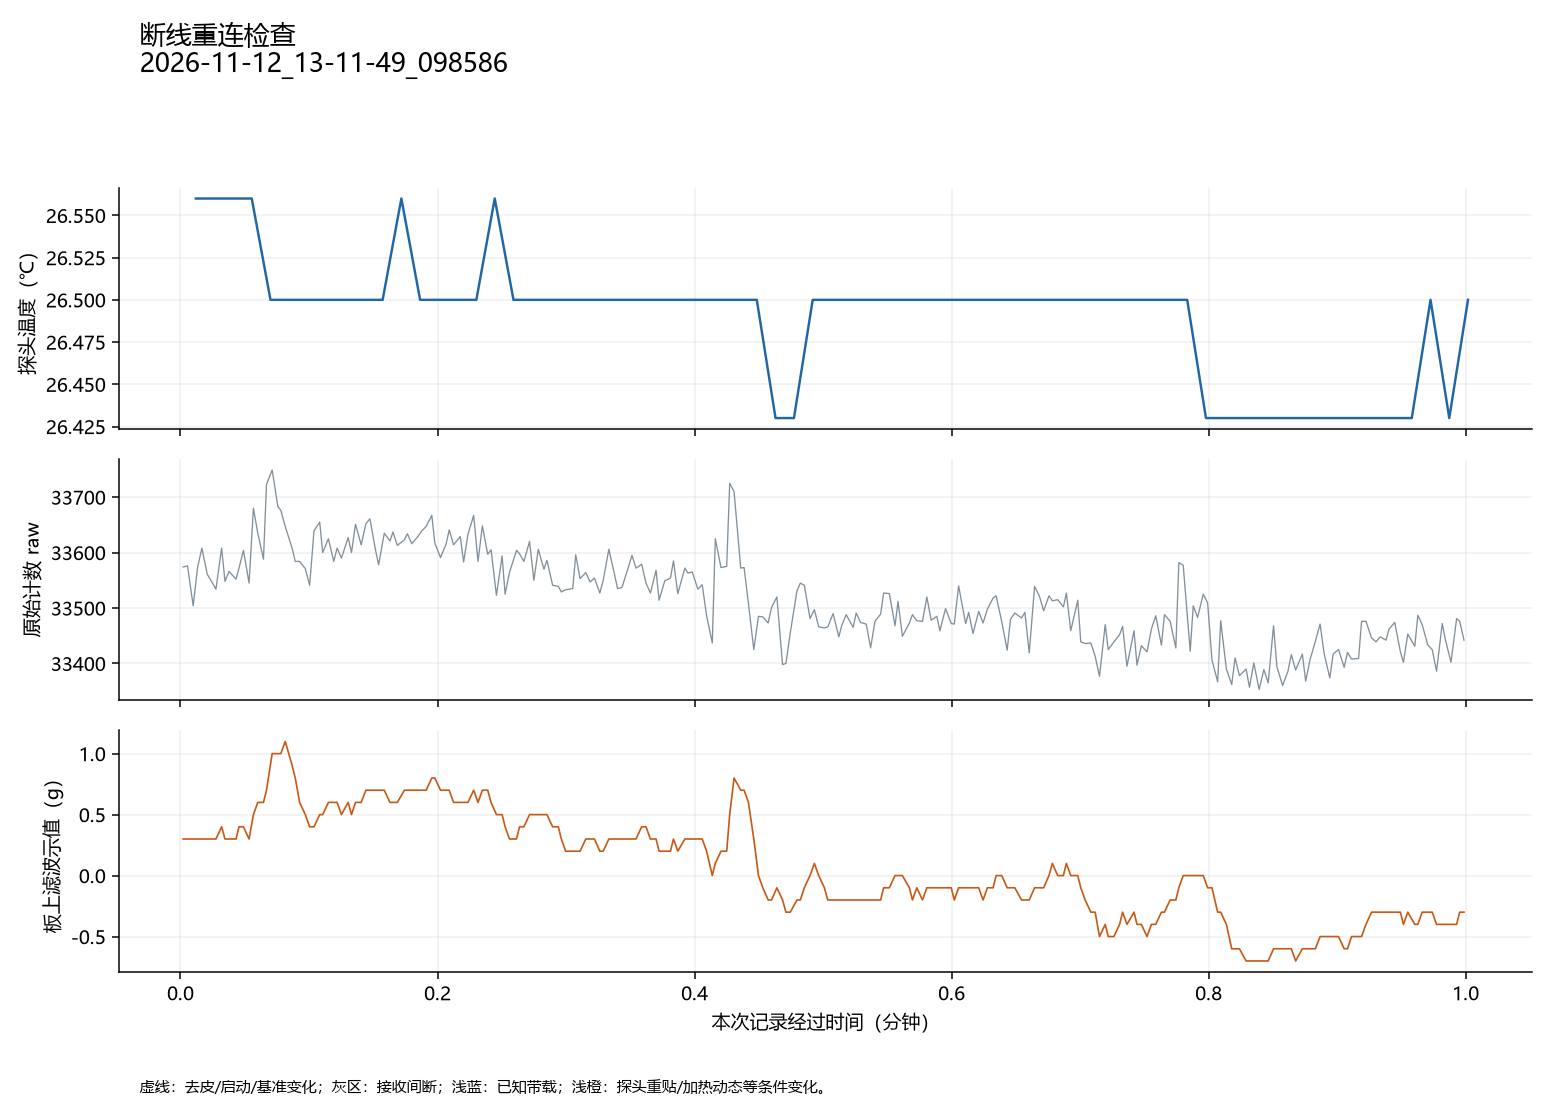 断线重连检查
2026-11-12_13-11-49_098586
探头温度（℃）
26.550
26.525
26.500
26.475
26.450
26.425
原始计数 raw
33700
33600
33500
33400
板上滤波示值（g）
1.0
0.5
0.0
-0.5
0.0 0.2 0.4 0.6 0.8 1.0
本次记录经过时间（分钟）
虚线：去皮/启动/基准变化；灰区：接收间断；浅蓝：已知带载；浅橙：探头重贴/加热动态等条件变化。